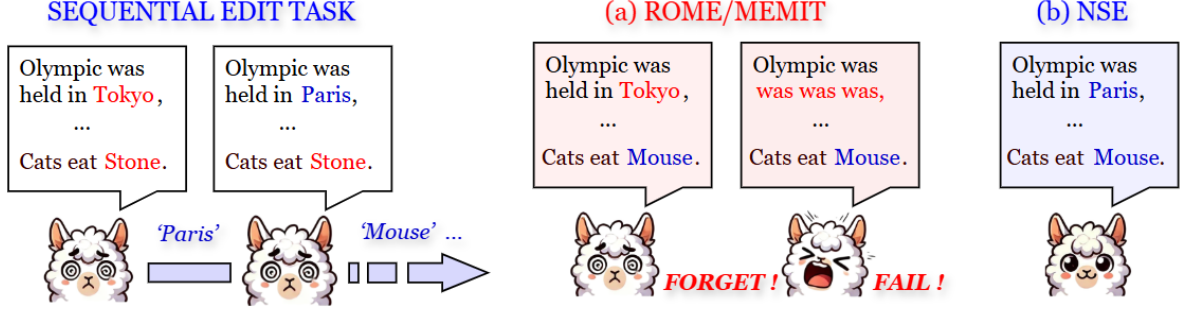 SEQUENTIAL EDIT TASK
Olympic was
held in Tokyo,
...
Cats eat Stone.
Olympic was
held in Paris,
...
Cats eat Stone.
‘Paris’
‘Mouse’ ...
(a) ROME/MEMIT
Olympic was
held in Tokyo,
...
Cats eat Mouse.
Olympic was
was was was,
...
Cats eat Mouse.
FORGET !
FAIL !
(b) NSE
Olympic was
held in Paris,
...
Cats eat Mouse.